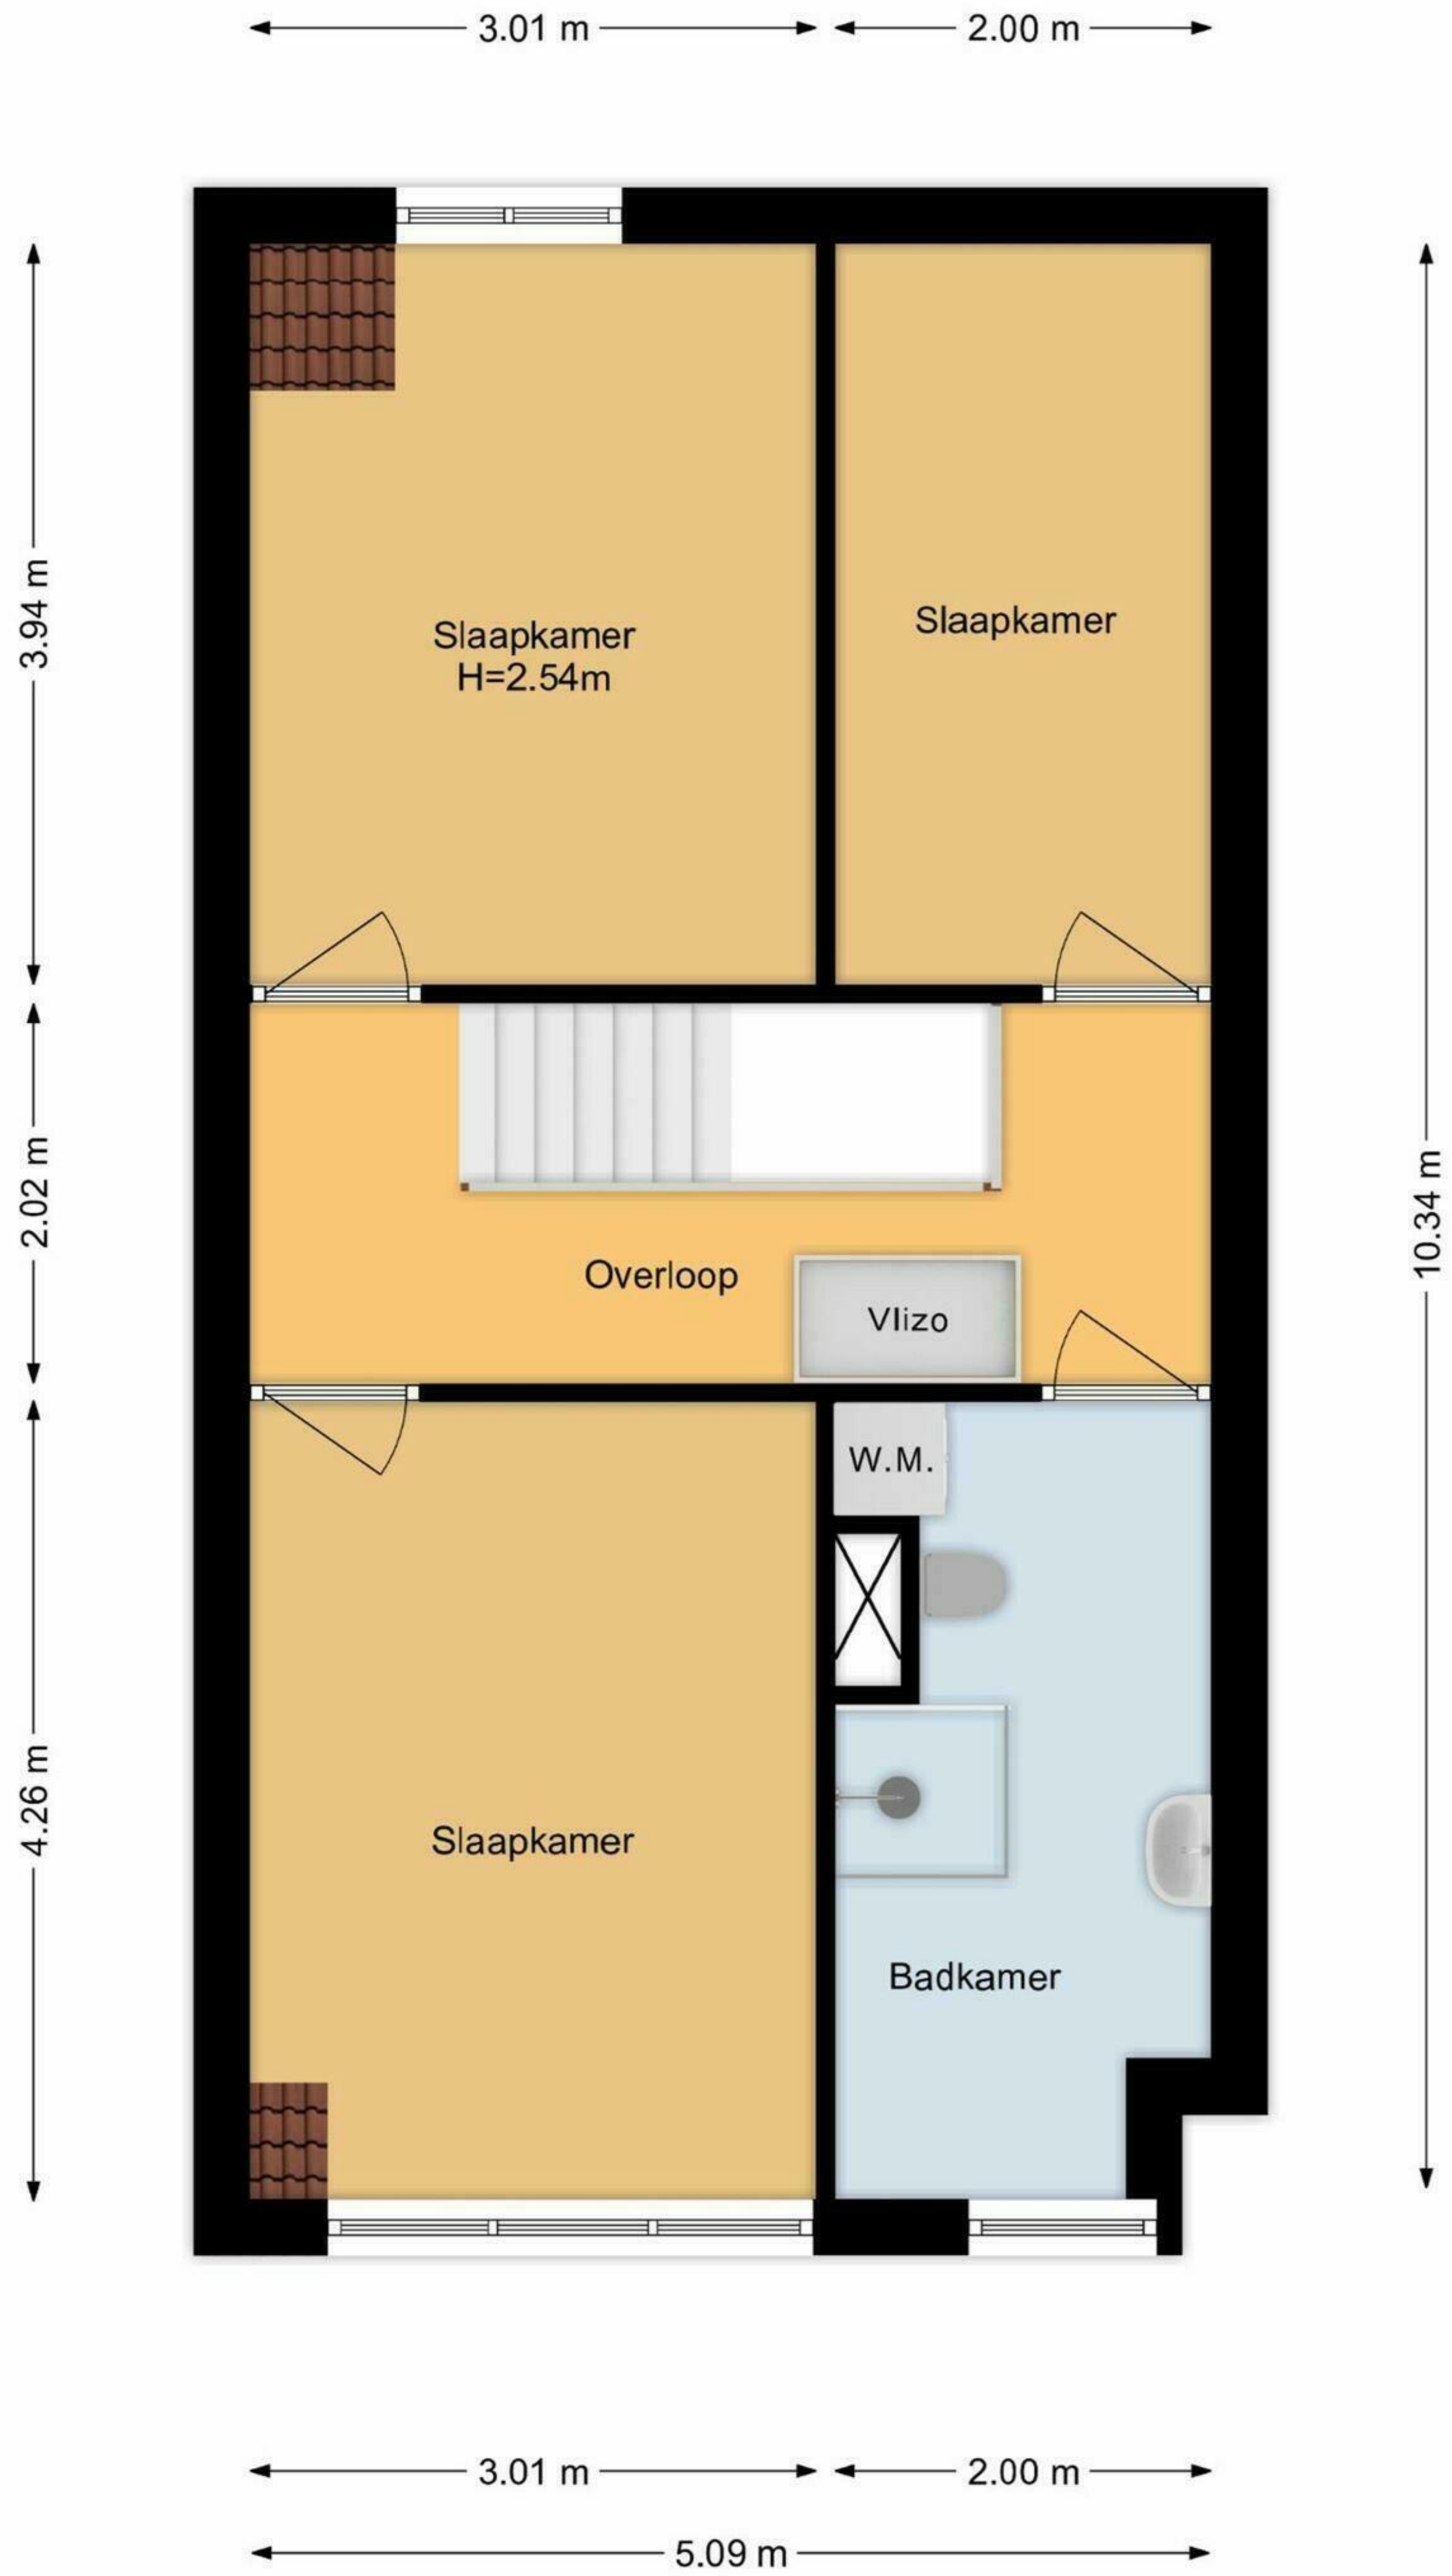 3.01 m
2.00 m
3.94 m
Slaapkamer
H=2.54m
Slaapkamer
2.02 m
10.34 m
Overloop
Vlizo
W.M.
4.26 m
Slaapkamer
Badkamer
3.01 m
2.00 m
5.09 m